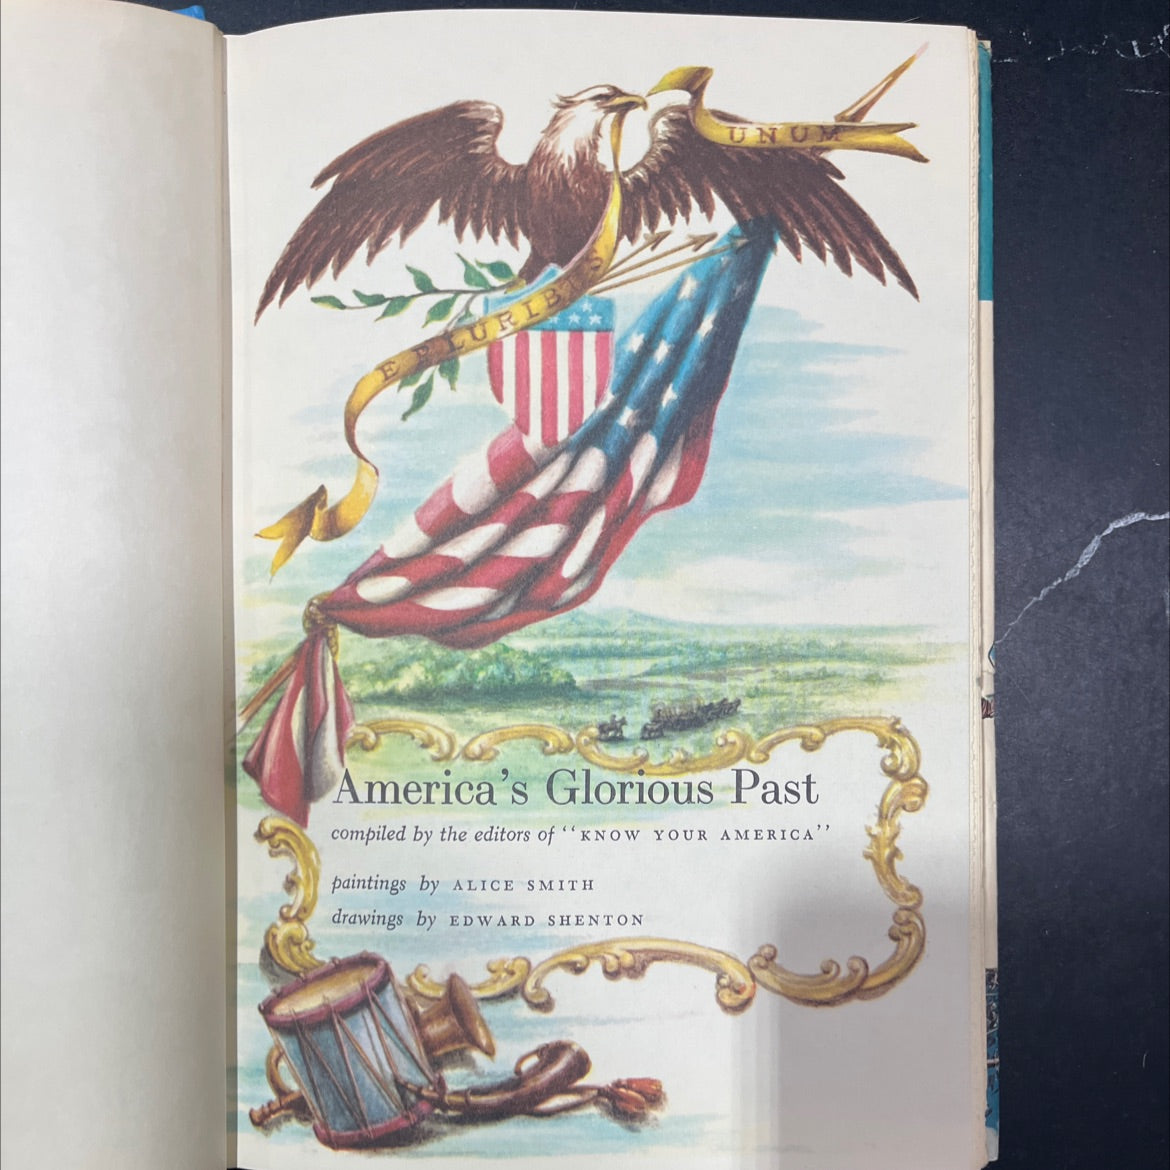 UNUM
E PLURIBUS
America's Glorious Past
compiled by the editors of "KNOW YOUR AMERICA"
paintings by ALICE SMITH
drawings by EDWARD SHENTON